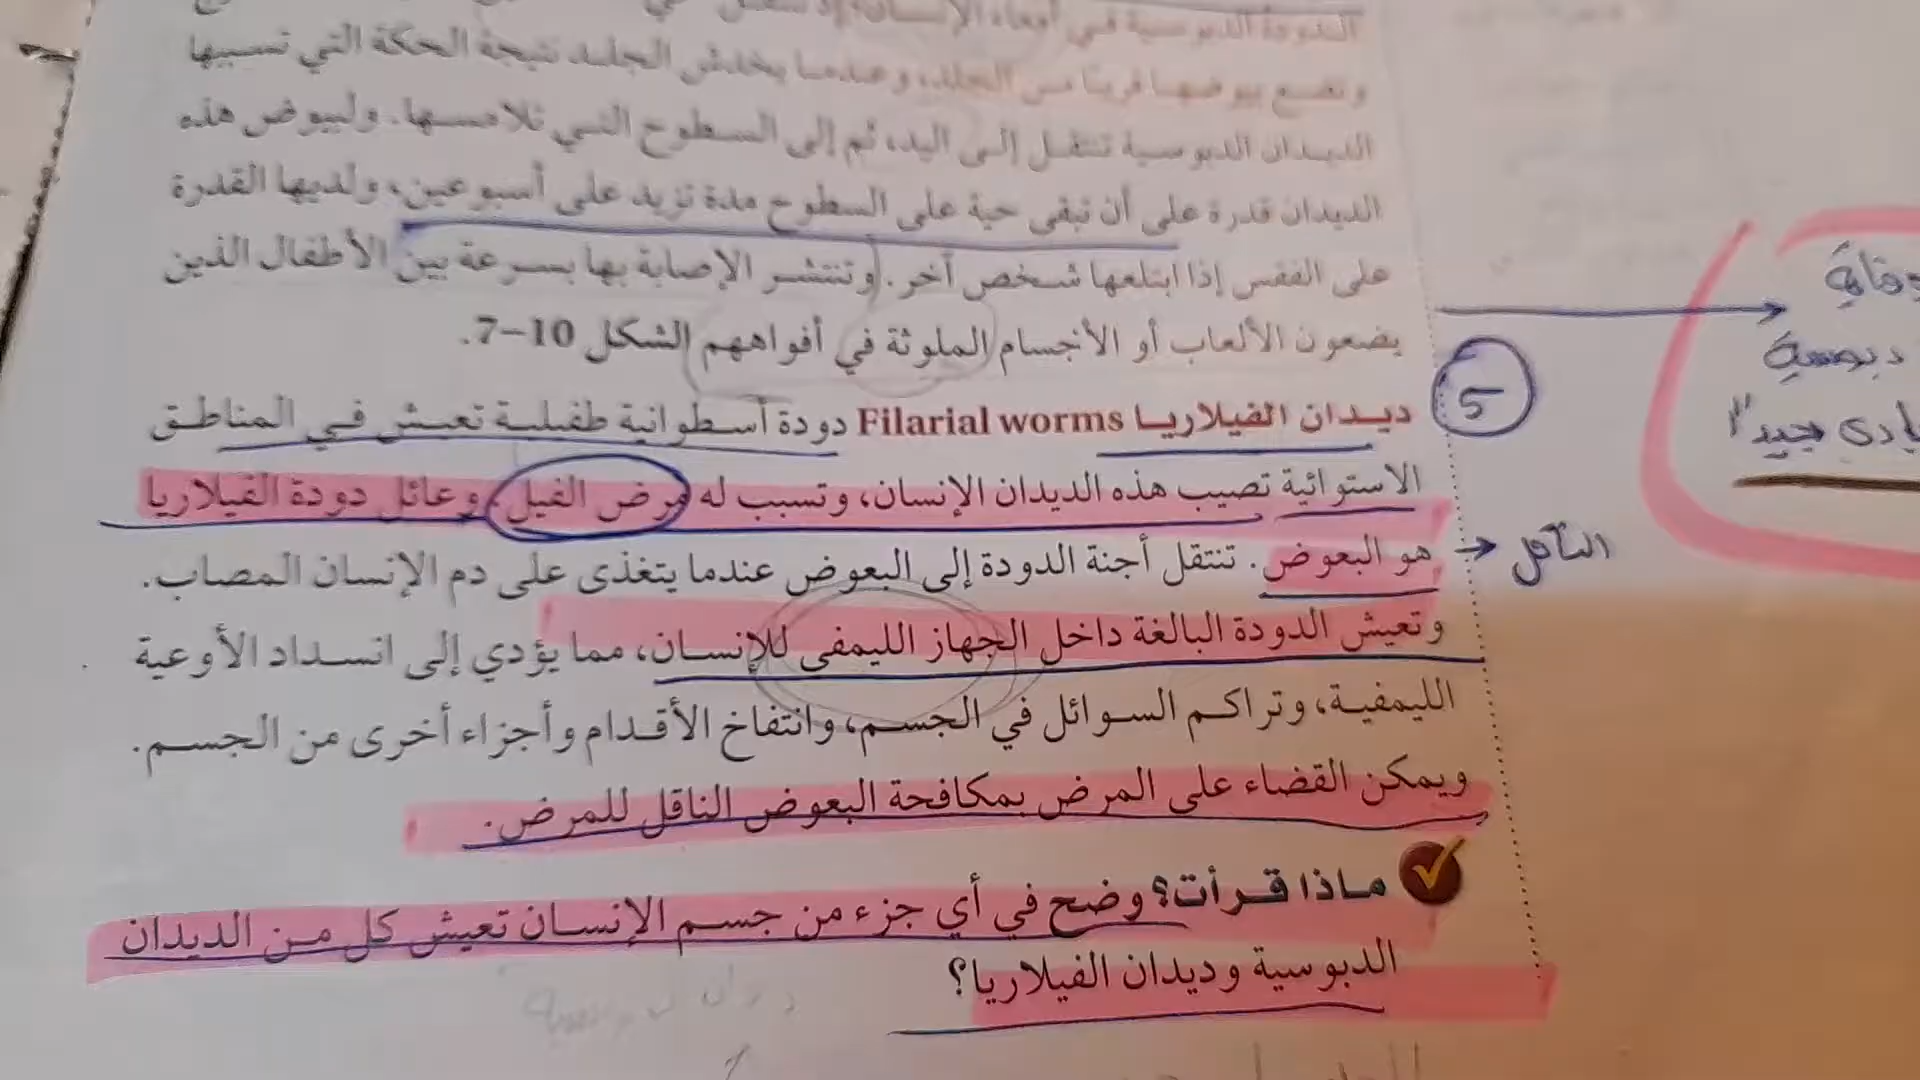 الدودة الدبوسية في أمعاء الإنسان
وتضع بيوضها قريبًا من الجلد، وعندما يخدش الجلد نتيجة الحكة التي تسببها
الديدان الدبوسية تنتقل إلى اليد، ثم إلى السطوح التي تلامسها. ولبيوض هذه
الديدان قدرة على أن تبقى حية على السطوح مدة تزيد على أسبوعين، ولديها القدرة
على الفقس إذا ابتلعها شخص آخر. وتنتشر الإصابة بها بسرعة بين الأطفال الذين
يضعون الألعاب أو الأجسام الملوثة في أفواههم الشكل 10-7.
5
ديدان الفيلاريا Filarial worms دودة أسطوانية طفيلية تعيش في المناطق
الاستوائية تصيب هذه الديدان الإنسان، وتسبب له مرض الفيل، وعائل دودة الفيلاريا
هو البعوض. تنتقل أجنة الدودة إلى البعوض عندما يتغذى على دم الإنسان المصاب.
وتعيش الدودة البالغة داخل الجهاز الليمفي للإنسان، مما يؤدي إلى انسداد الأوعية
الليمفية، وتراكم السوائل في الجسم، وانتفاخ الأقدام وأجزاء أخرى من الجسم.
ويمكن القضاء على المرض بمكافحة البعوض الناقل للمرض.
ماذا قرأت؟ وضح في أي جزء من جسم الإنسان تعيش كل من الديدان
الدبوسية وديدان الفيلاريا؟
دبوسية